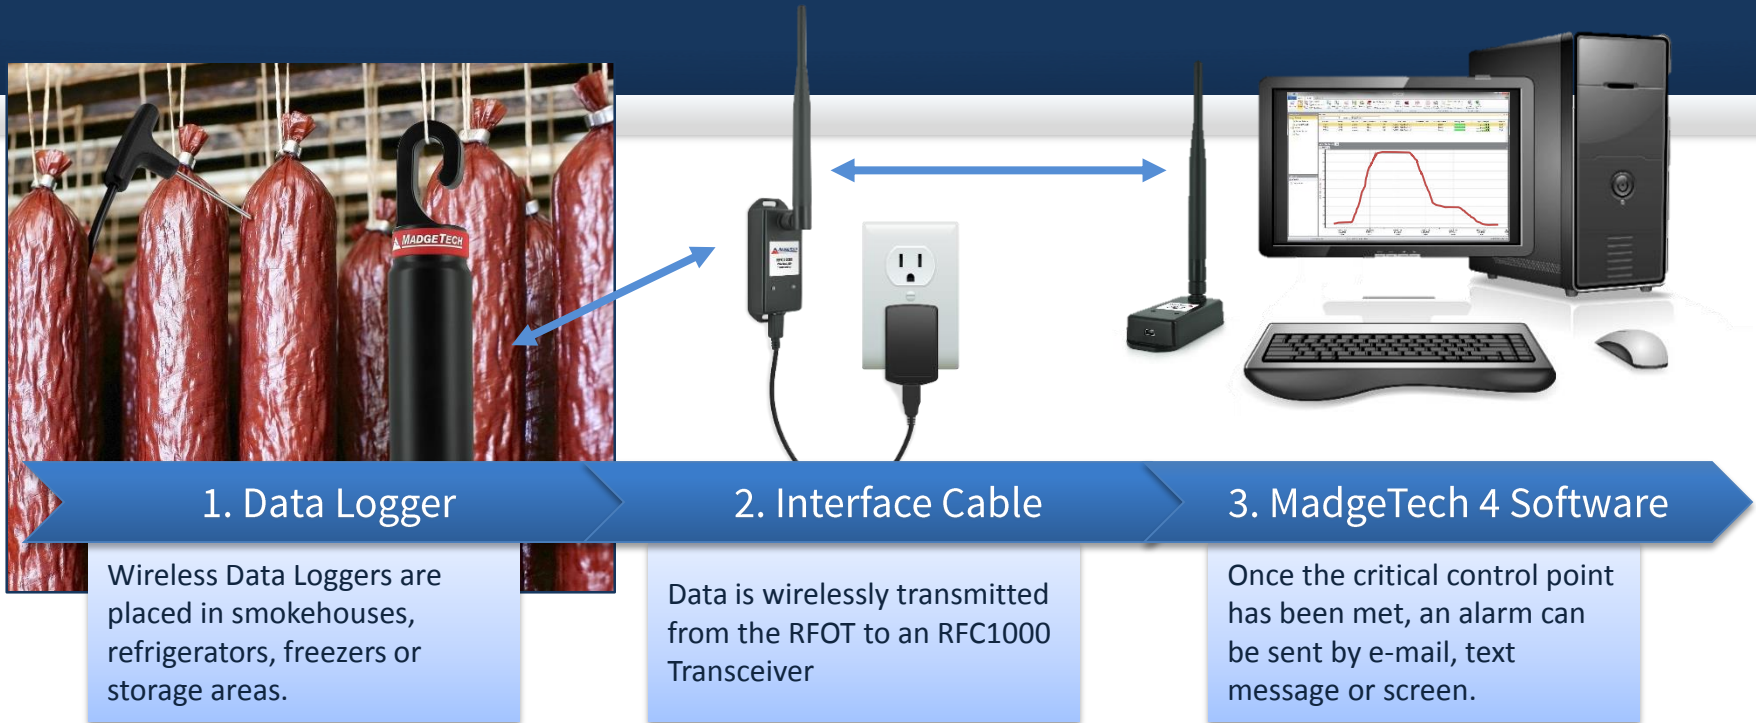 MADGETECH
MADGETECH
1. Data Logger
2. Interface Cable
3. MadgeTech 4 Software
Wireless Data Loggers are
placed in smokehouses,
refrigerators, freezers or
storage areas.
Data is wirelessly transmitted
from the RFOT to an RFC1000
Transceiver
Once the critical control point
has been met, an alarm can
be sent by e-mail, text
message or screen.